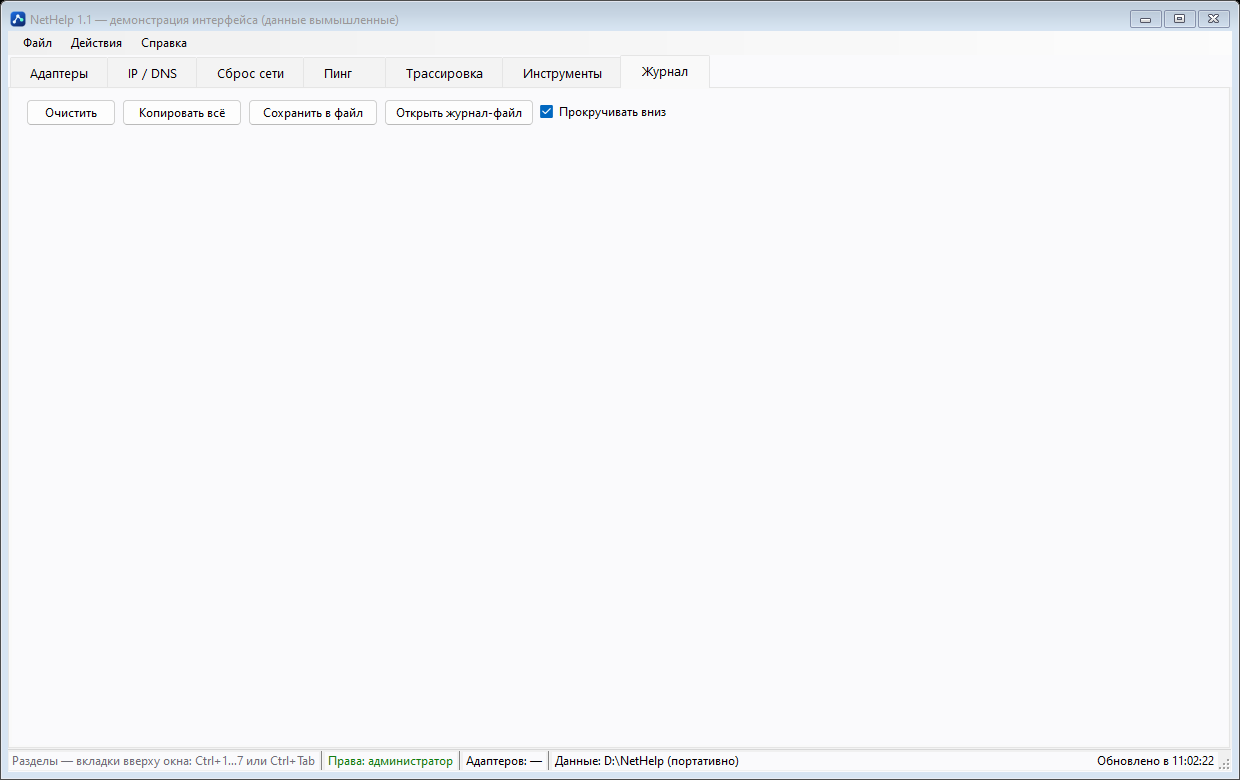 NetHelp 1.1 — демонстрация интерфейса (данные вымышленные)
Файл Действия Справка
Адаптеры IP / DNS Сброс сети Пинг Трассировка Инструменты Журнал
Очистить Копировать всё Сохранить в файл Открыть журнал-файл Прокручивать вниз
Разделы — вкладки вверху окна: Ctrl+1...7 или Ctrl+Tab Права: администратор Адаптеров: — Данные: D:\NetHelp (портативно) Обновлено в 11:02:22